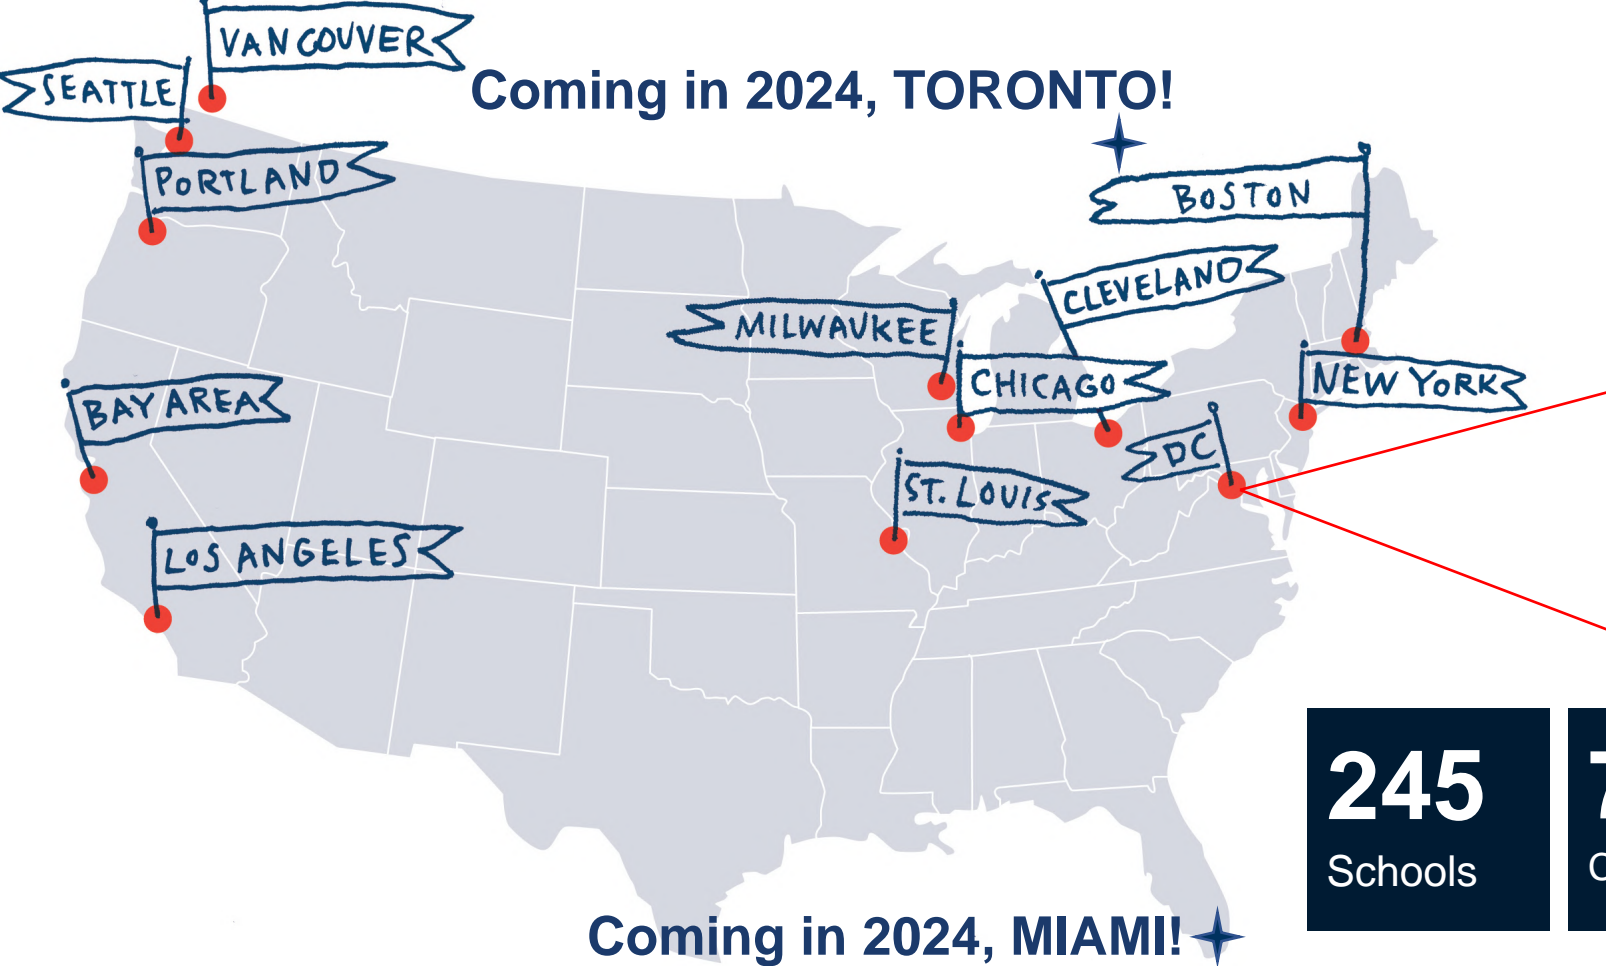 VANCOUVER
SEATTLE
Coming in 2024, TORONTO!
PORTLAND
BOSTON
CLEVELAND
MILWAUKEE
CHICAGO
NEW YORK
BAY AREA
DC
ST. LOUIS
LOS ANGELES
245
Schools
Coming in 2024, MIAMI!